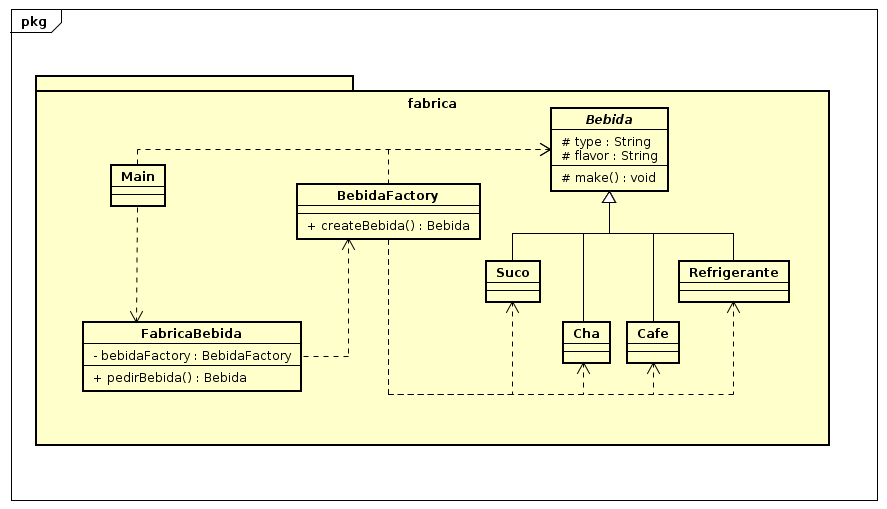 pkg
fabrica
Bebida
# type : String
# flavor : String
# make() : void
Main
BebidaFactory
+ createBebida() : Bebida
Suco
Refrigerante
FabricaBebida
- bebidaFactory : BebidaFactory
+ pedirBebida() : Bebida
Cha
Cafe